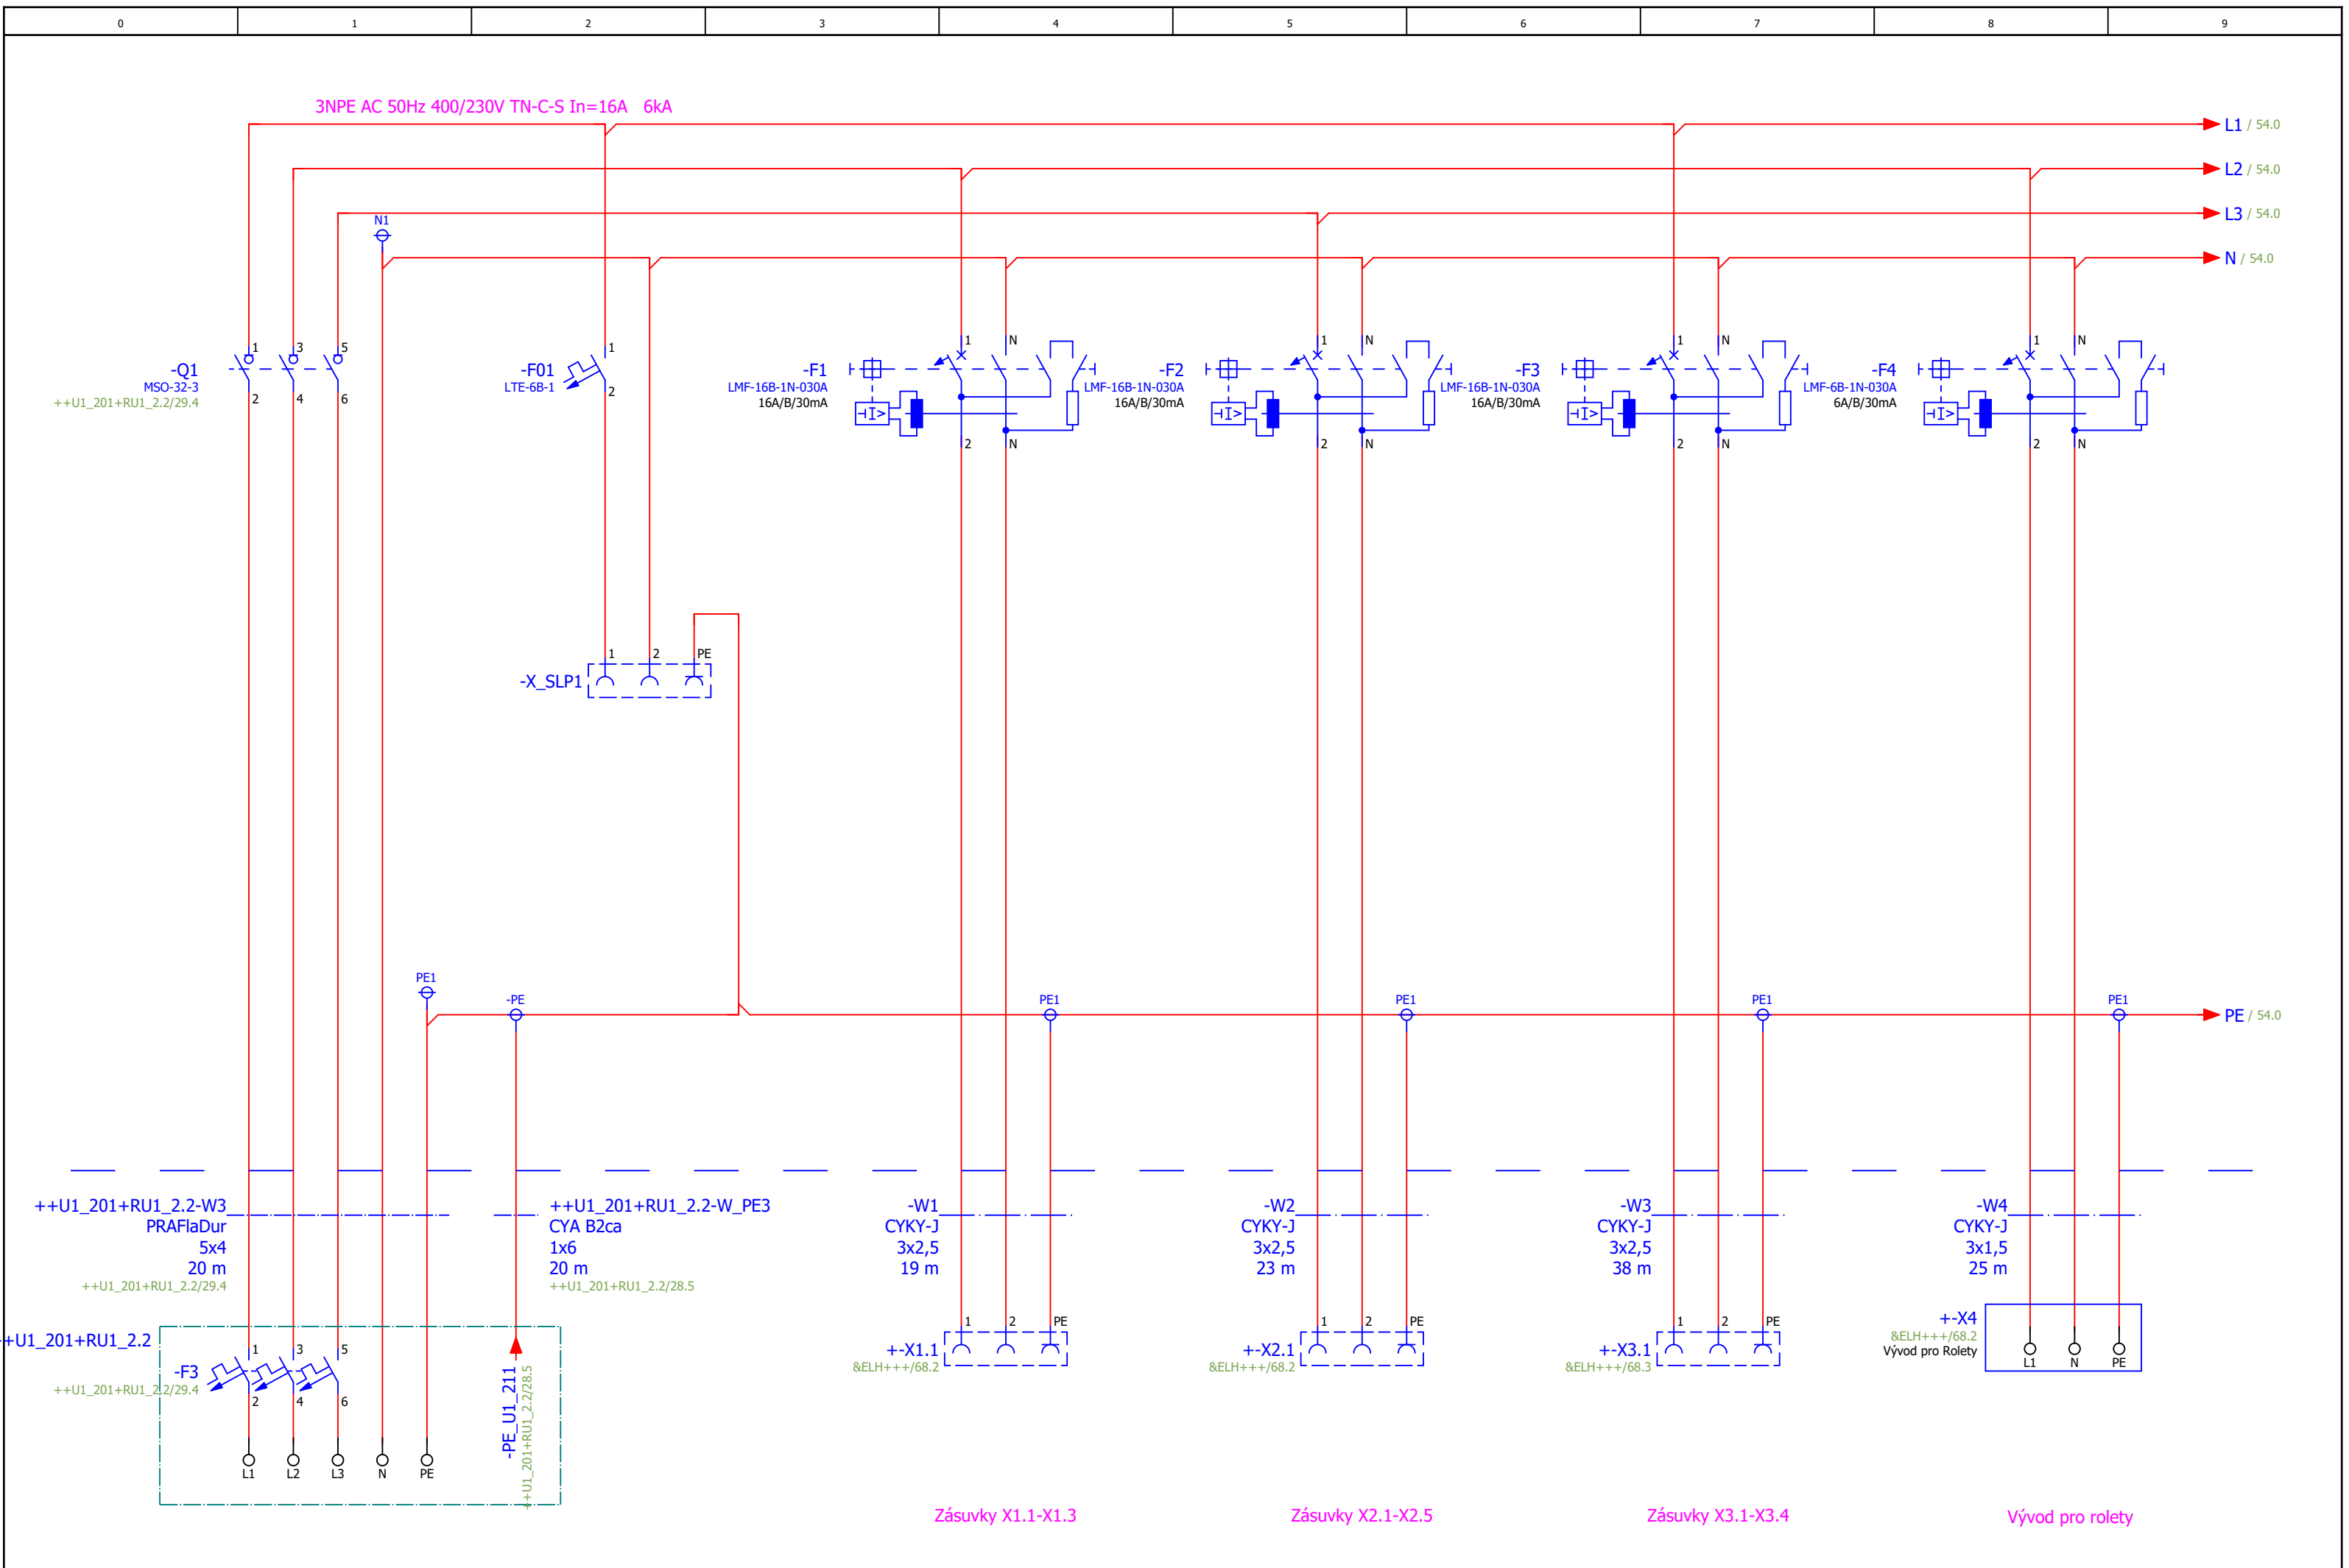 0 1 2 3 4 5 6 7 8 9
3NPE AC 50Hz 400/230V TN-C-S In=16A 6kA
L1 / 54.0
L2 / 54.0
L3 / 54.0
N1
N / 54.0
-Q1
MSO-32-3
++U1_201+RU1_2.2/29.4
1 3 5
2 4 6
-F01
LTE-6B-1
1
2
-F1
LMF-16B-1N-030A
16A/B/30mA
1 N
I>
2 N
-F2
LMF-16B-1N-030A
16A/B/30mA
1 N
I>
2 N
-F3
LMF-16B-1N-030A
16A/B/30mA
1 N
I>
2 N
-F4
LMF-6B-1N-030A
6A/B/30mA
1 N
I>
2 N
-X_SLP1
1 2 PE
PE1
-PE
PE1
PE1
PE1
PE1
PE / 54.0
++U1_201+RU1_2.2-W3
PRAFlaDur
5x4
20 m
++U1_201+RU1_2.2/29.4
++U1_201+RU1_2.2-W_PE3
CYA B2ca
1x6
20 m
++U1_201+RU1_2.2/28.5
-W1
CYKY-J
3x2,5
19 m
-W2
CYKY-J
3x2,5
23 m
-W3
CYKY-J
3x2,5
38 m
-W4
CYKY-J
3x1,5
25 m
+U1_201+RU1_2.2
-F3
++U1_201+RU1_2.2/29.4
1 3 5
2 4 6
L1 L2 L3 N PE
-PE_U1_211
++U1_201+RU1_2.2/28.5
+-X1.1
&ELH+++/68.2
1 2 PE
+-X2.1
&ELH+++/68.2
1 2 PE
+-X3.1
&ELH+++/68.3
1 2 PE
+-X4
&ELH+++/68.2
Vývod pro Rolety
L1 N PE
Zásuvky X1.1-X1.3
Zásuvky X2.1-X2.5
Zásuvky X3.1-X3.4
Vývod pro rolety